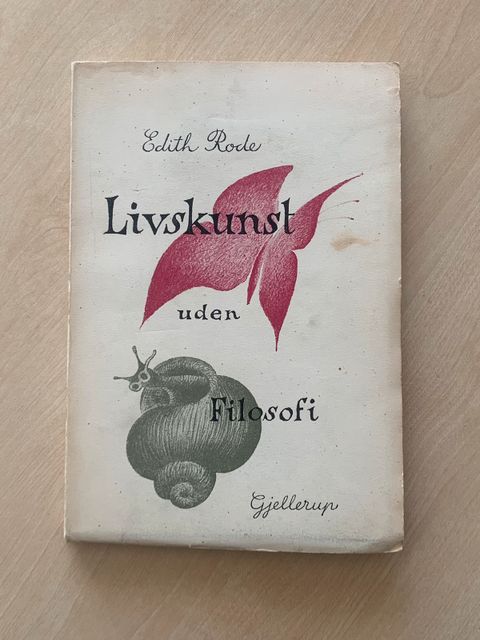 Edith Rode
Livskunst
uden
Filosofi
Gjellerup